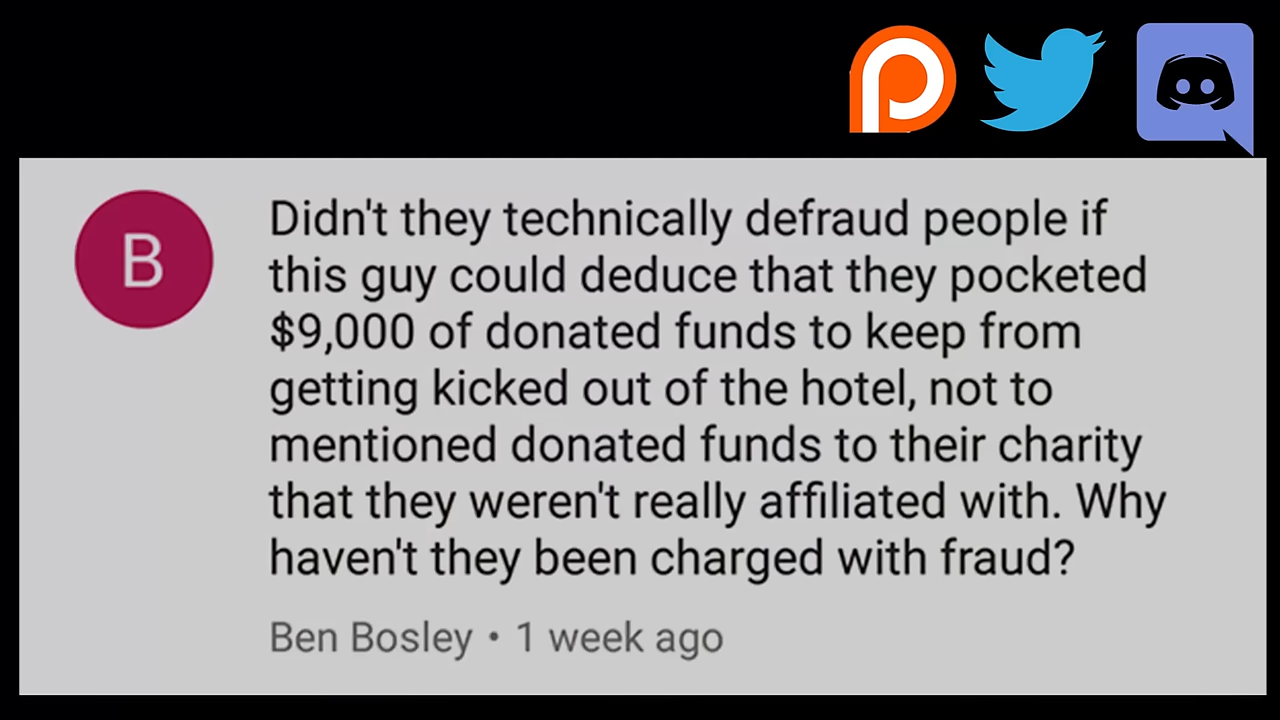 B
Didn't they technically defraud people if
this guy could deduce that they pocketed
$9,000 of donated funds to keep from
getting kicked out of the hotel, not to
mentioned donated funds to their charity
that they weren't really affiliated with. Why
haven't they been charged with fraud?
Ben Bosley • 1 week ago